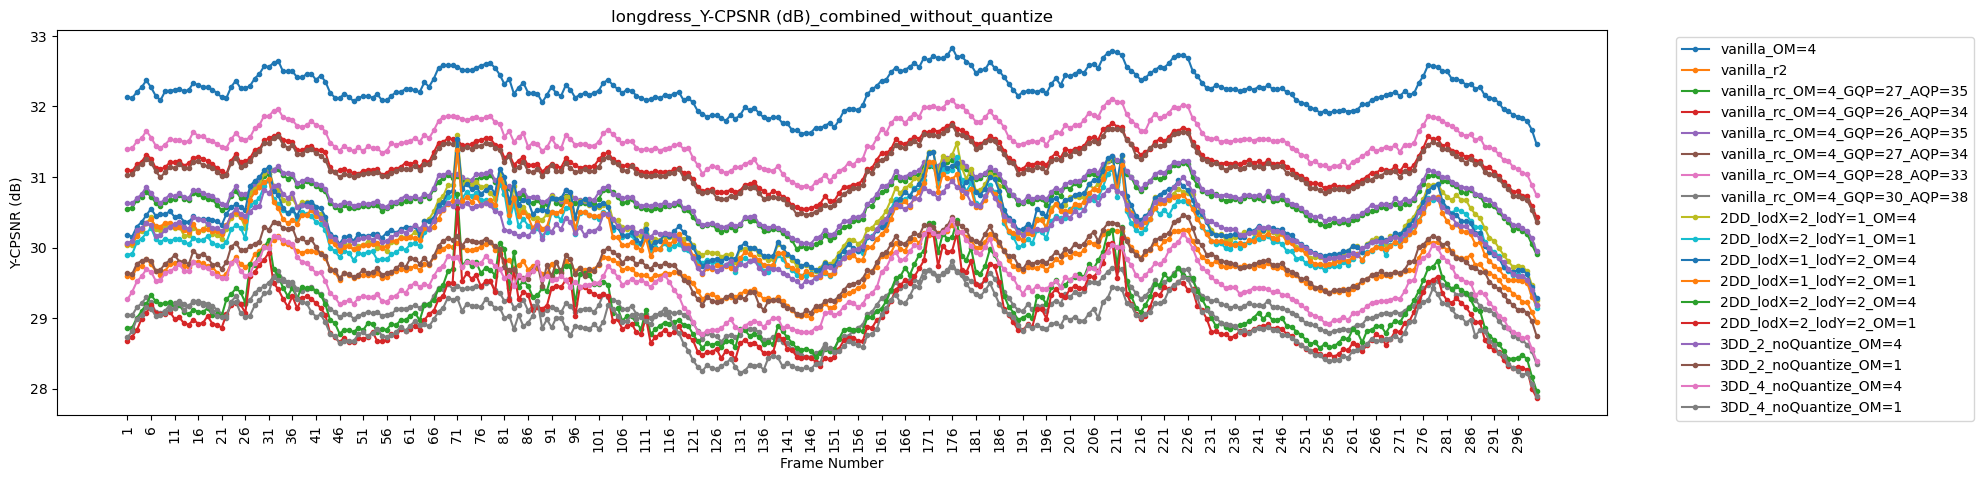 longdress_Y-CPSNR (dB)_combined_without_quantize
Y-CPSNR (dB)
33
32
31
30
29
28
1 6 11 16 21 26 31 36 41 46 51 56 61 66 71 76 81 86 91 96 101 106 111 116 121 126 131 136 141 146 151 156 161 166 171 176 181 186 191 196 201 206 211 216 221 226 231 236 241 246 251 256 261 266 271 276 281 286 291 296
Frame Number
vanilla_OM=4
vanilla_r2
vanilla_rc_OM=4_GQP=27_AQP=35
vanilla_rc_OM=4_GQP=26_AQP=34
vanilla_rc_OM=4_GQP=26_AQP=35
vanilla_rc_OM=4_GQP=27_AQP=34
vanilla_rc_OM=4_GQP=28_AQP=33
vanilla_rc_OM=4_GQP=30_AQP=38
2DD_lodX=2_lodY=1_OM=4
2DD_lodX=2_lodY=1_OM=1
2DD_lodX=1_lodY=2_OM=4
2DD_lodX=1_lodY=2_OM=1
2DD_lodX=2_lodY=2_OM=4
2DD_lodX=2_lodY=2_OM=1
3DD_2_noQuantize_OM=4
3DD_2_noQuantize_OM=1
3DD_4_noQuantize_OM=4
3DD_4_noQuantize_OM=1